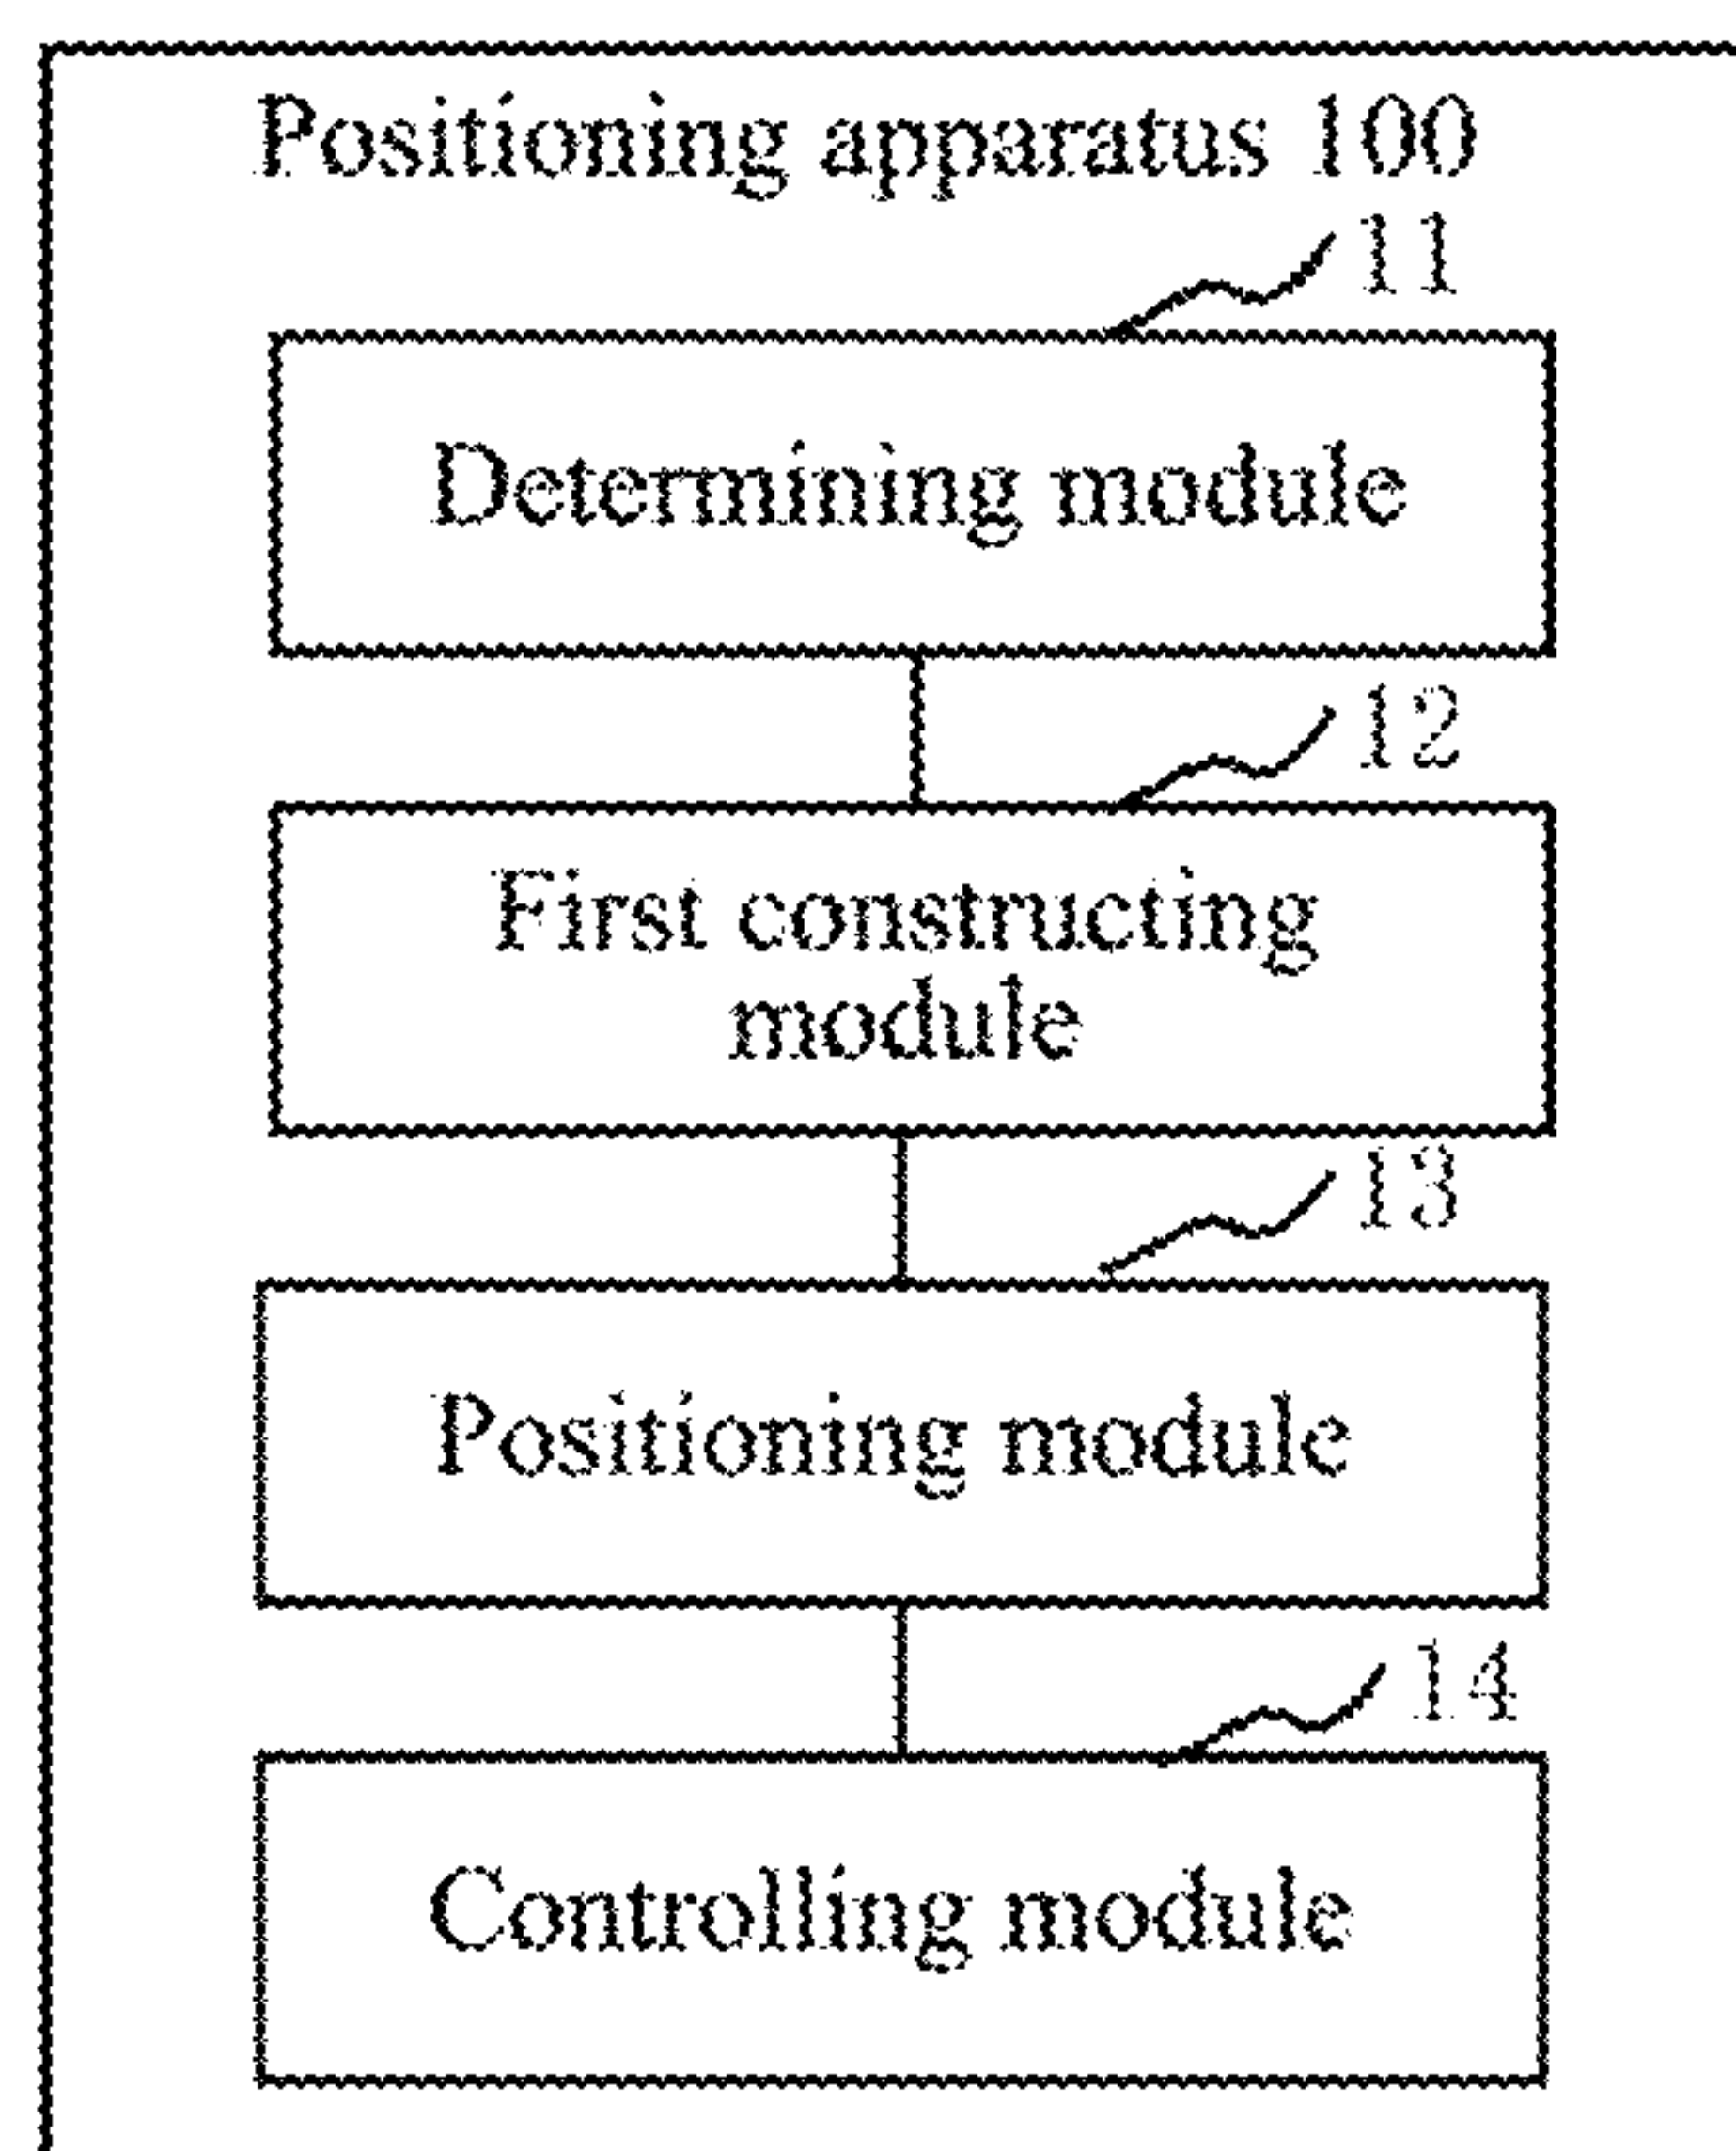 Positioning apparatus 100
11
Determining module
12
First constructing
module
13
Positioning module
14
Controlling module